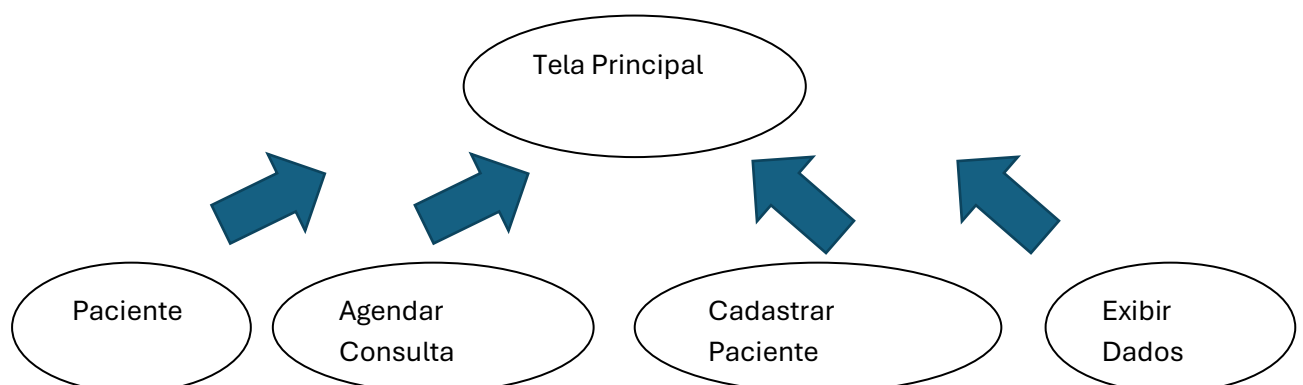 Tela Principal
Paciente
Agendar
Consulta
Cadastrar
Paciente
Exibir
Dados